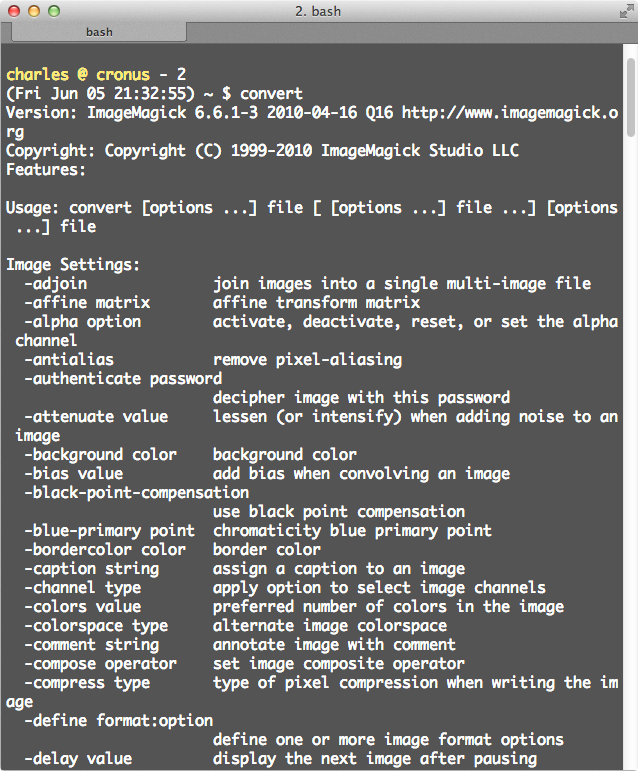 2. bash
bash
charles @ cronus - 2
(Fri Jun 05 21:32:55) ~ $ convert
Version: ImageMagick 6.6.1-3 2010-04-16 Q16 http://www.imagemagick.o
rg
Copyright: Copyright (C) 1999-2010 ImageMagick Studio LLC
Features:
Usage: convert [options ...] file [ [options ...] file ...] [options
 ...] file
Image Settings:
  -adjoin              join images into a single multi-image file
  -affine matrix       affine transform matrix
  -alpha option        activate, deactivate, reset, or set the alpha
 channel
  -antialias           remove pixel-aliasing
  -authenticate password
                       decipher image with this password
  -attenuate value     lessen (or intensify) when adding noise to an
 image
  -background color    background color
  -bias value          add bias when convolving an image
  -black-point-compensation
                       use black point compensation
  -blue-primary point  chromaticity blue primary point
  -bordercolor color   border color
  -caption string      assign a caption to an image
  -channel type        apply option to select image channels
  -colors value        preferred number of colors in the image
  -colorspace type     alternate image colorspace
  -comment string      annotate image with comment
  -compose operator    set image composite operator
  -compress type       type of pixel compression when writing the im
age
  -define format:option
                       define one or more image format options
  -delay value         display the next image after pausing